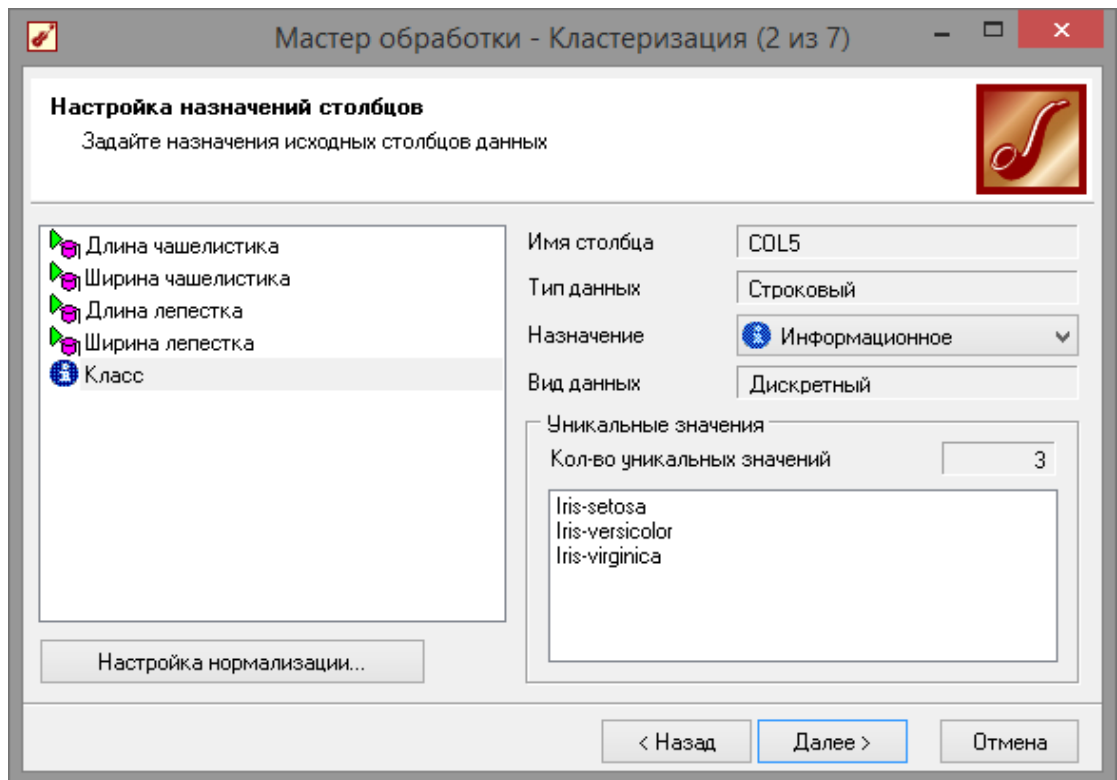 Мастер обработки - Кластеризация (2 из 7)
Настройка назначений столбцов
Задайте назначения исходных столбцов данных
Длина чашелистика
Ширина чашелистика
Длина лепестка
Ширина лепестка
Класс
Настройка нормализации...
Имя столбца COL5
Тип данных Строковый
Назначение Информационное
Вид данных Дискретный
Уникальные значения
Кол-во уникальных значений 3
Iris-setosa
Iris-versicolor
Iris-virginica
< Назад Далее > Отмена